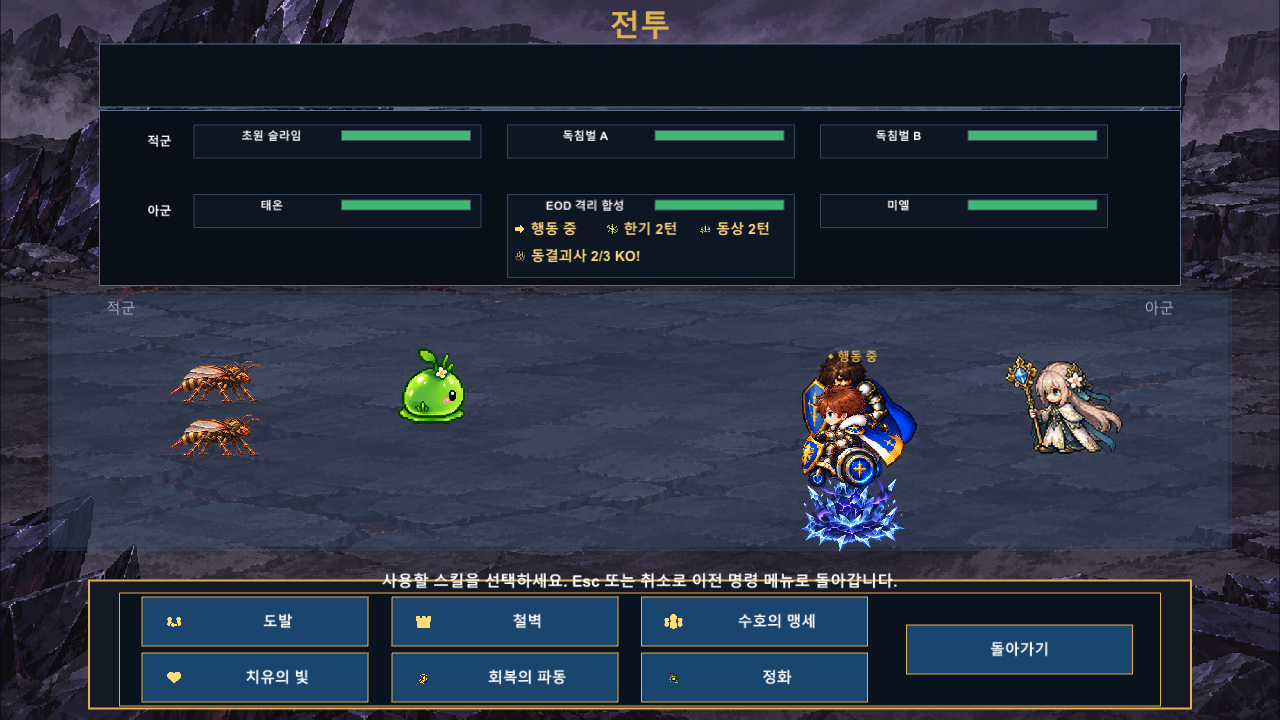 전투
적군 초원 슬라임 독침벌 A 독침벌 B
아군 태온 EOD 격리 합성 미엘
행동 중 한기 2턴 동상 2턴
동결괴사 2/3 KO!
적군 아군
행동 중
사용할 스킬을 선택하세요. Esc 또는 취소로 이전 명령 메뉴로 돌아갑니다.
도발 철벽 수호의 맹세
돌아가기
치유의 빛 회복의 파동 정화